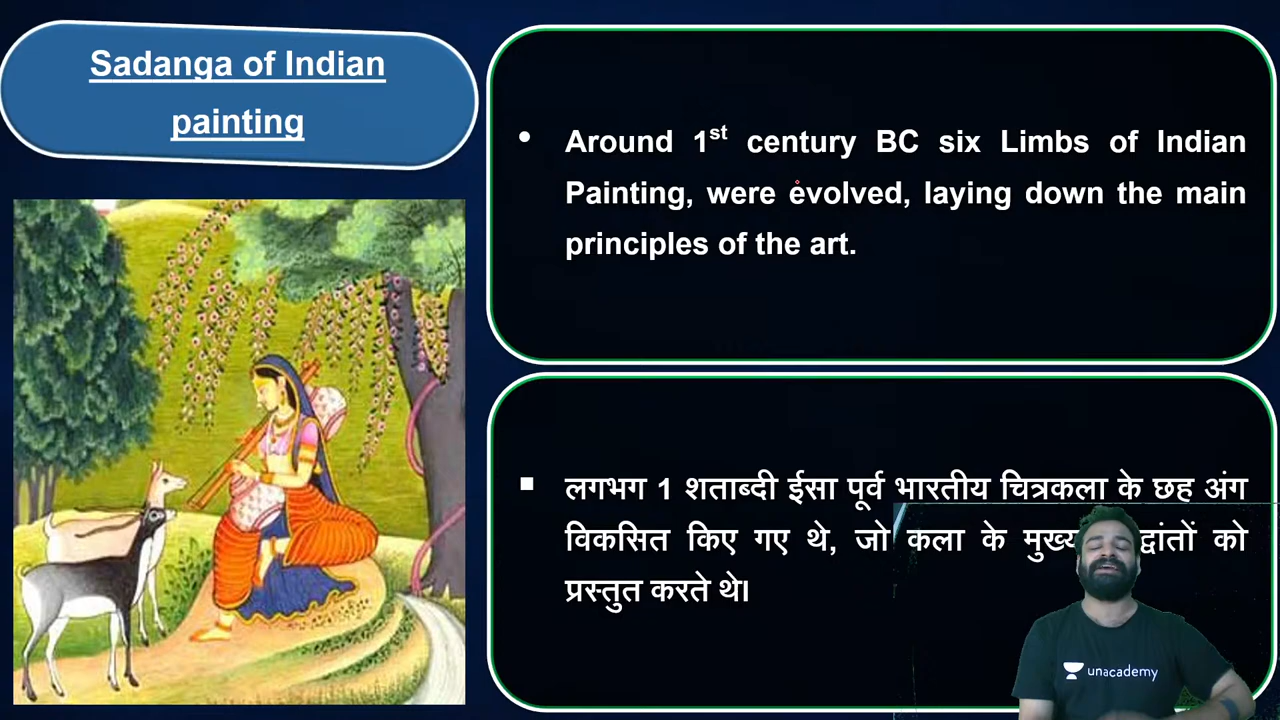 Sadanga of Indian
painting
• Around 1st century BC six Limbs of Indian
Painting, were evolved, laying down the main
principles of the art.
▪ लगभग 1 शताब्दी ईसा पूर्व भारतीय चित्रकला के छह अंग
विकसित किए गए थे, जो कला के मुख्य द्वांतों को
प्रस्तुत करते थे।
unacademy